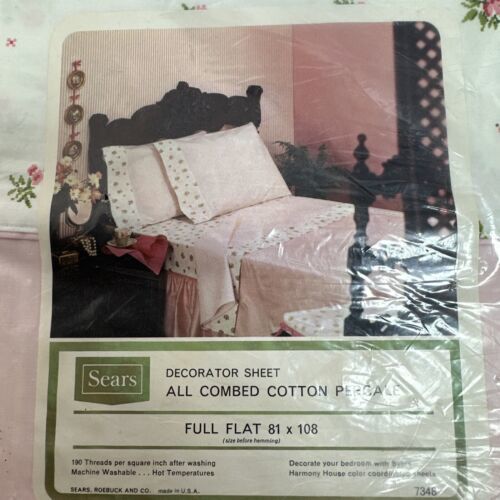 Sears
DECORATOR SHEET
ALL COMBED COTTON PERCALE
FULL FLAT 81 x 108
(size before hemming)
190 Threads per square inch after washing
Machine Washable . . . Hot Temperatures
Decorate your bedroom with
Harmony House color coordinated sheets
SEARS, ROEBUCK AND CO. made in U.S.A.
7348